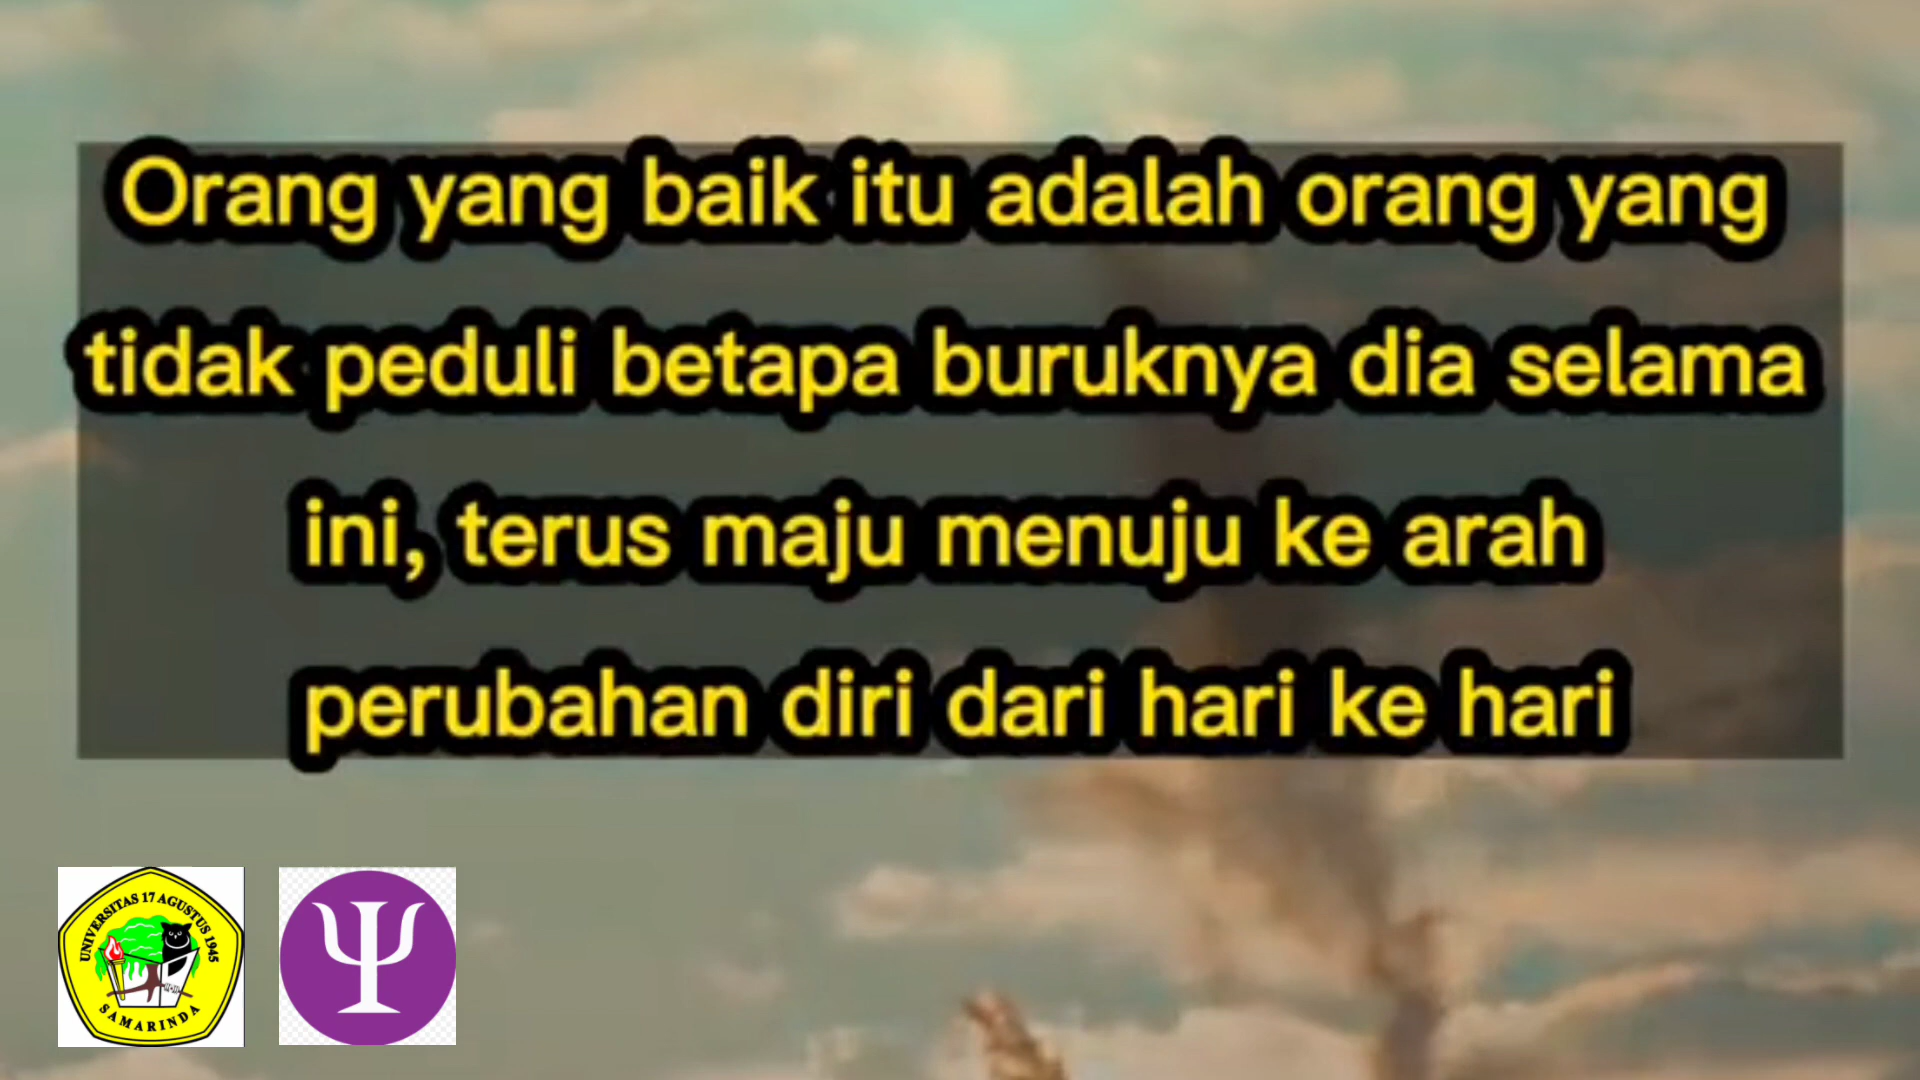 Orang yang baik itu adalah orang yang
tidak peduli betapa buruknya dia selama
ini, terus maju menuju ke arah
perubahan diri dari hari ke hari
UNIVERSITAS 17 AGUSTUS 1945
SAMARINDA